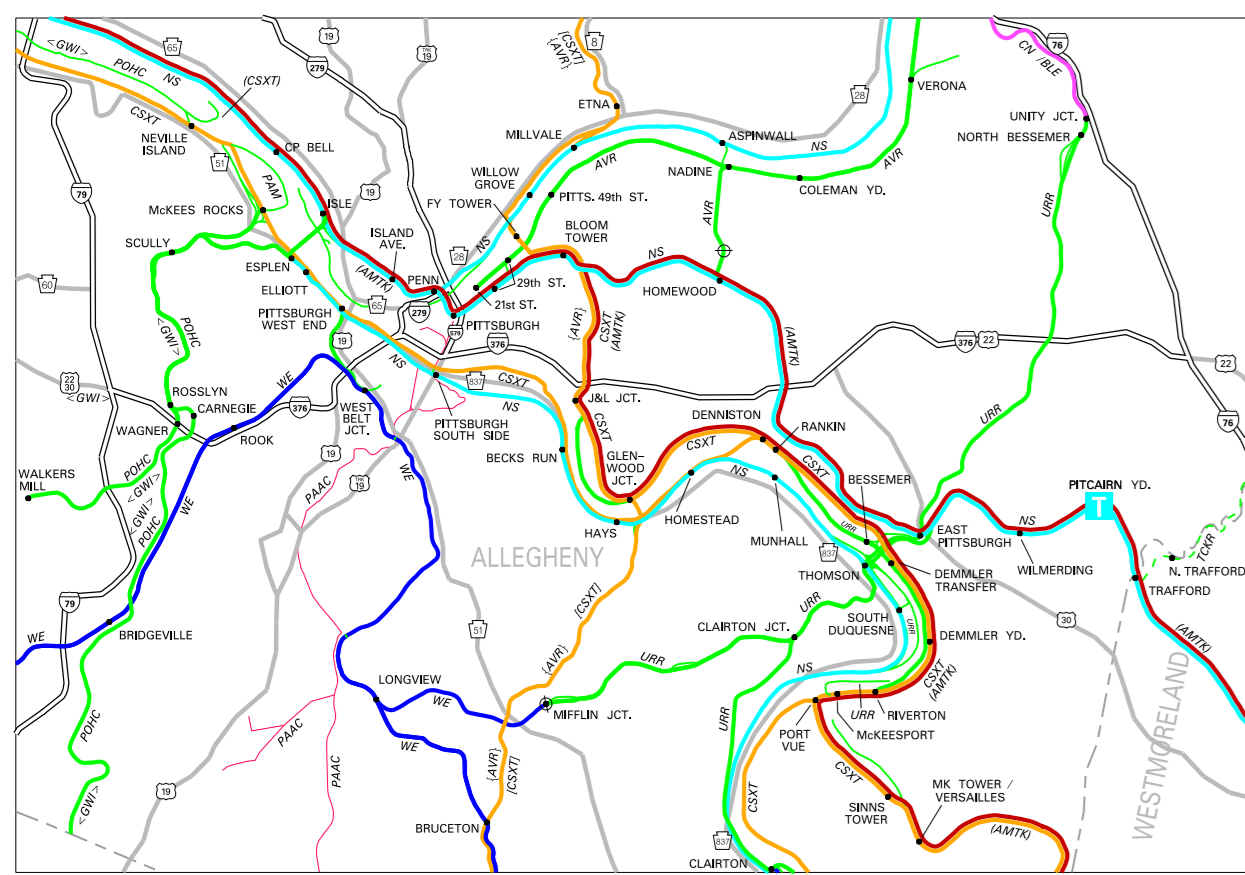 <GWI>
POHC
65
NS
(CSXT)
CSXT
NEVILLE
ISLAND
CP BELL
51
PAM
McKEES ROCKS
ISLE
SCULLY
ISLAND
AVE.
ESPLEN
ELLIOTT
(AMTK)
PITTSBURGH
WEST END
PENN
65
279
579
19
TRK
19
279
19
79
60
28
NS
[CSXT]
{AVR}
8
ETNA
MILLVALE
WILLOW
GROVE
AVR
FY TOWER
PITTS. 49th ST.
BLOOM
TOWER
29th ST.
21st ST.
PITTSBURGH
376
NS
ASPINWALL
NADINE
COLEMAN YD.
AVR
VERONA
28
NS
AVR
HOMEWOOD
CN / BLE
76
UNITY JCT.
NORTH BESSEMER
URR
376
22
22
76
(AMTK)
{AVR}
CSXT
(AMTK)
POHC
<GWI>
22
30
<GWI>
ROSSLYN
CARNEGIE
WAGNER
WE
376
ROOK
19
WEST
BELT
JCT.
NS
837
CSXT
NS
PITTSBURGH
SOUTH SIDE
J&L JCT.
CSXT
BECKS RUN
GLEN-
WOOD
JCT.
DENNISTON
CSXT
RANKIN
CSXT
NS
BESSEMER
URR
URR
WALKERS
MILL
POHC
<GWI>
<GWI>
POHC
WE
19
TRK
19
PAAC
WE
HAYS
HOMESTEAD
MUNHALL
837
EAST
PITTSBURGH
NS
WILMERDING
PITCAIRN YD.
T
TCKR
N. TRAFFORD
TRAFFORD
ALLEGHENY
THOMSON
DEMMLER
TRANSFER
79
BRIDGEVILLE
WE
51
[CSXT]
URR
SOUTH
DUQUESNE
URR
CLAIRTON JCT.
DEMMLER YD.
30
(AMTK)
URR
NS
CSXT
(AMTK)
{AVR}
LONGVIEW
WE
MIFFLIN JCT.
WE
URR
PORT
VUE
URR
RIVERTON
McKEESPORT
POHC
PAAC
PAAC
{AVR}
[CSXT]
CSXT
CSXT
MK TOWER /
VERSAILLES
WESTMORELAND
<GWI>
19
BRUCETON
SINNS
TOWER
(AMTK)
837
CLAIRTON